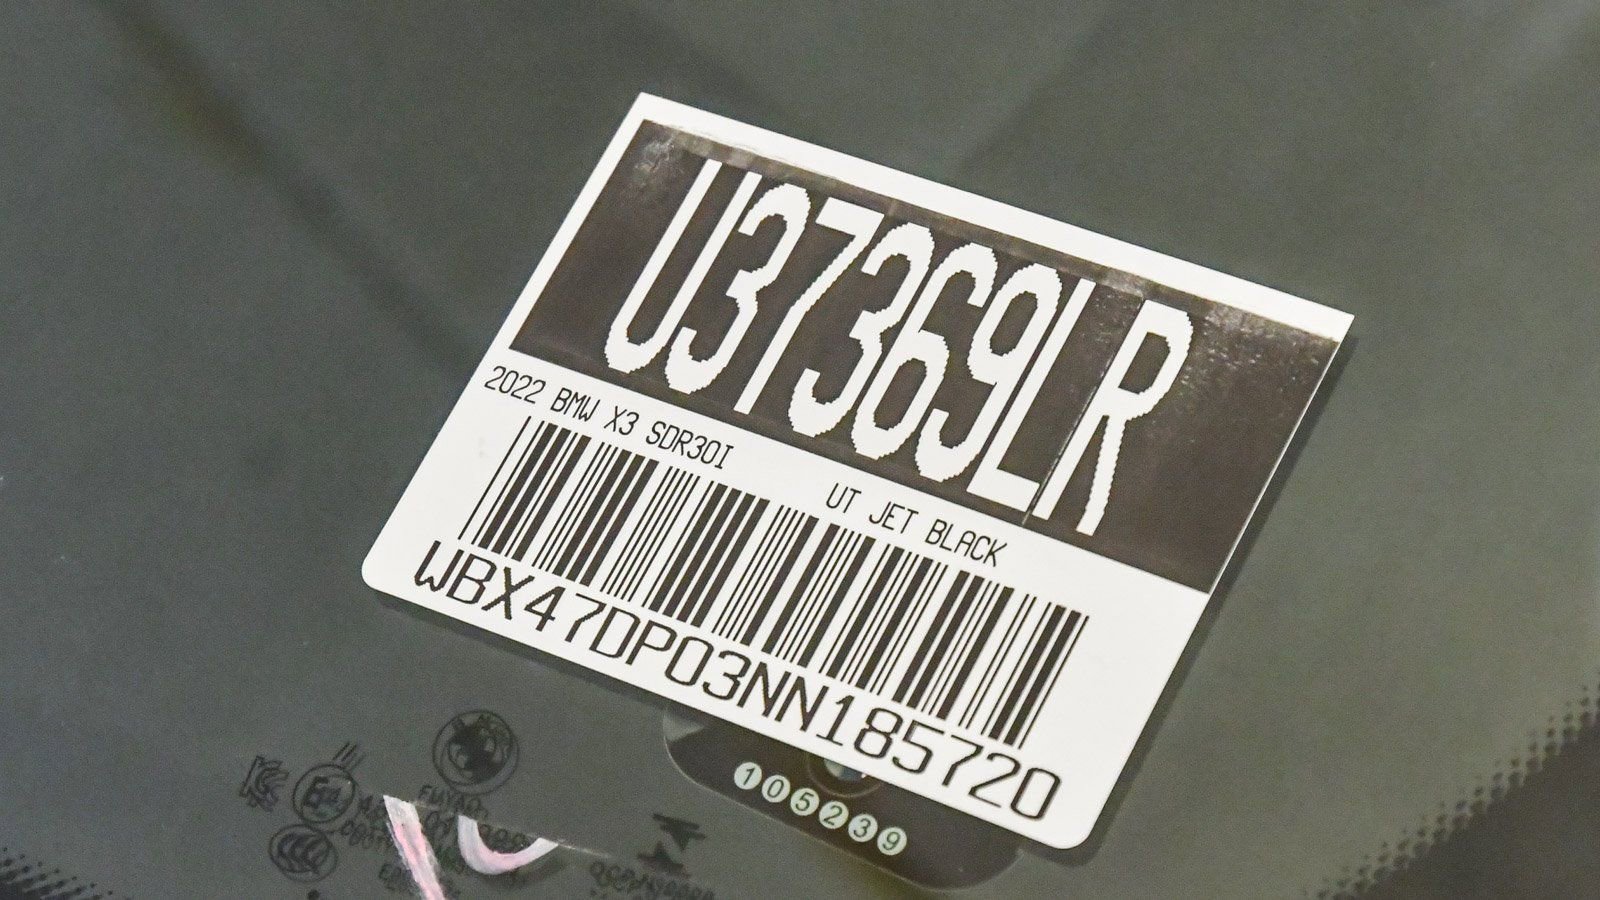 U37369LR
2022 BMW X3 SDR30I
UT JET BLACK
WBX47DP03NN185720
105239